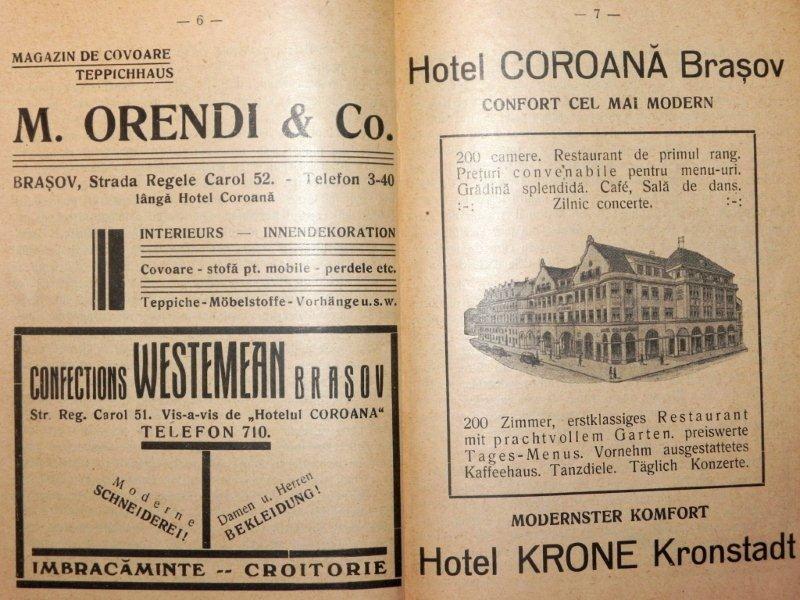 — 6 —
MAGAZIN DE COVOARE
TEPPICHHAUS
M. ORENDI & Co.
BRAȘOV, Strada Regele Carol 52. - Telefon 3-40
lângă Hotel Coroană
INTERIEURS — INNENDEKORATION
Covoare - stofă pt. mobile - perdele etc.
Teppiche - Möbelstoffe - Vorhänge u. s. w.
CONFECTIONS WESTEMEAN BRAȘOV
Str. Reg. Carol 51. Vis-a-vis de „Hotelul COROANA“
TELEFON 710.
Moderne
SCHNEIDEREI!
Damen u. Herren
BEKLEIDUNG!
IMBRACĂMINTE -- CROITORIE
— 7 —
Hotel COROANĂ Brașov
CONFORT CEL MAI MODERN
200 camere. Restaurant de primul rang.
Prețuri convenabile pentru menu-uri.
Grădină splendidă. Café, Sală de dans.
:-: Zilnic concerte. :-:
200 Zimmer, erstklassiges Restaurant
mit prachtvollem Garten. preiswerte
Tages-Menus. Vornehm ausgestattetes
Kaffeehaus. Tanzdiele. Täglich Konzerte.
MODERNSTER KOMFORT
Hotel KRONE Kronstadt